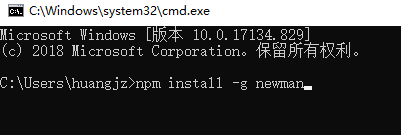 C:\Windows\system32\cmd.exe
Microsoft Windows [版本 10.0.17134.829]
(c) 2018 Microsoft Corporation。保留所有权利。
C:\Users\huangjz>npm install -g newman